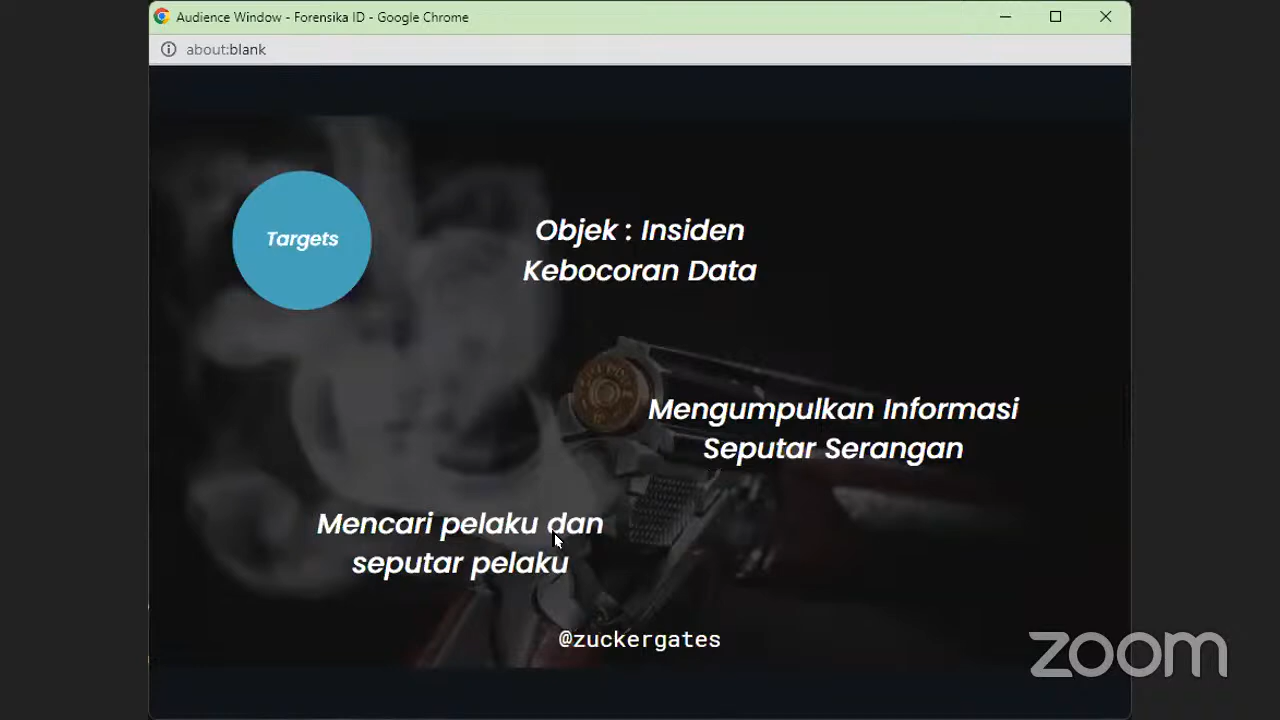 Audience Window - Forensika ID - Google Chrome
about:blank
Targets
Objek : Insiden
Kebocoran Data
Mengumpulkan Informasi
Seputar Serangan
Mencari pelaku dan
seputar pelaku
@zuckergates
zoom